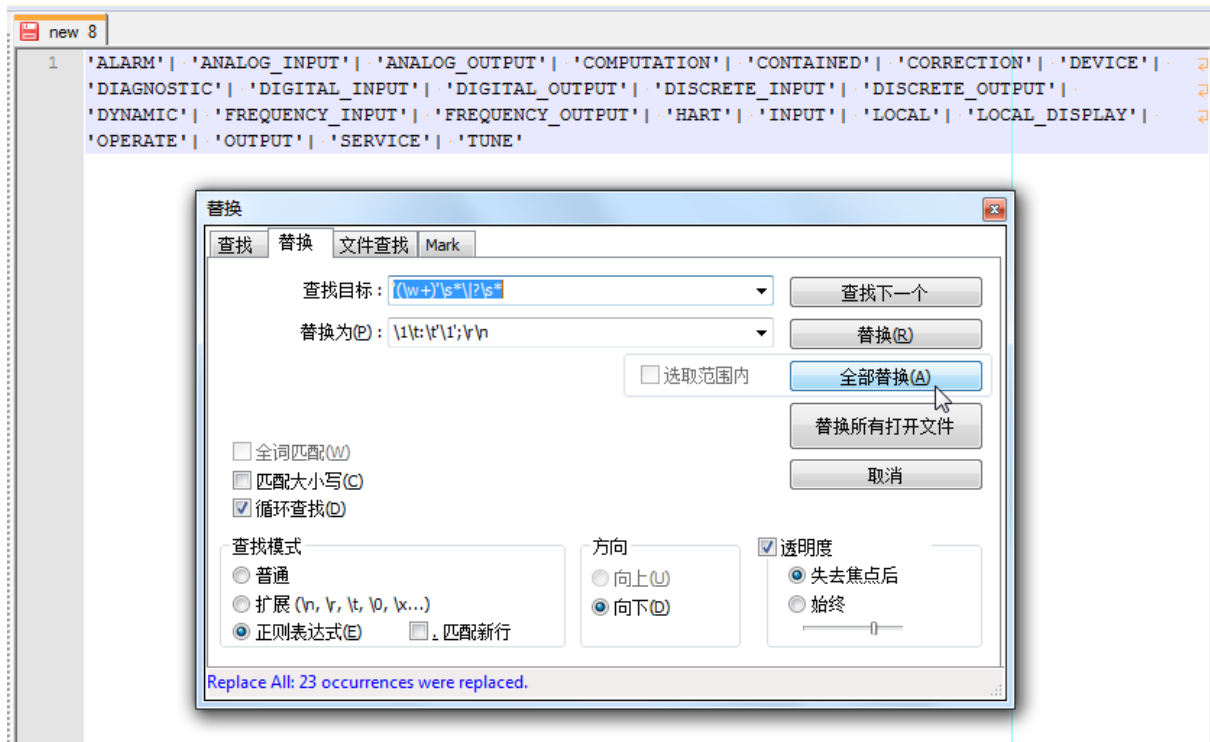 new 8
1 'ALARM'| 'ANALOG_INPUT'| 'ANALOG_OUTPUT'| 'COMPUTATION'| 'CONTAINED'| 'CORRECTION'| 'DEVICE'|
'DIAGNOSTIC'| 'DIGITAL_INPUT'| 'DIGITAL_OUTPUT'| 'DISCRETE_INPUT'| 'DISCRETE_OUTPUT'|
'DYNAMIC'| 'FREQUENCY_INPUT'| 'FREQUENCY_OUTPUT'| 'HART'| 'INPUT'| 'LOCAL'| 'LOCAL_DISPLAY'|
'OPERATE'| 'OUTPUT'| 'SERVICE'| 'TUNE'
替换
查找 替换 文件查找 Mark
查找目标： '(\w+)'\s*\|?\s* 查找下一个
替换为(P)： \1\t:\t'\1';\r\n 替换(R)
选取范围内 全部替换(A)
替换所有打开文件
全词匹配(W)
取消
匹配大小写(C)
循环查找(D)
查找模式 方向 透明度
普通 向上(U) 失去焦点后
扩展 (\n, \r, \t, \0, \x...) 向下(D) 始终
正则表达式(E) . 匹配新行
Replace All: 23 occurrences were replaced.